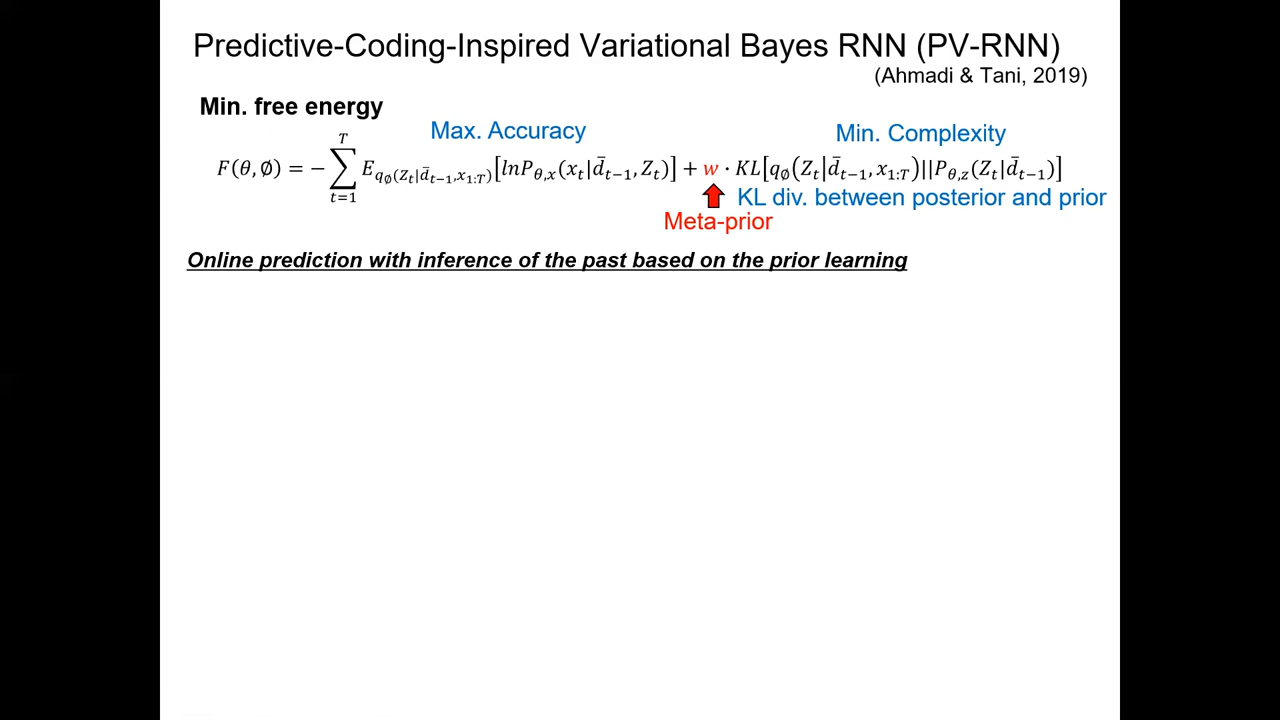 Predictive-Coding-Inspired Variational Bayes RNN (PV-RNN)
(Ahmadi & Tani, 2019)
Min. free energy
Max. Accuracy
Min. Complexity
F(θ, ∅) = − ∑_{t=1}^{T} E_{q_∅(Z_t|d̄_{t−1},x_{1:T})}[lnP_{θ,x}(x_t|d̄_{t−1}, Z_t)] + w · KL[q_∅(Z_t|d̄_{t−1}, x_{1:T})||P_{θ,z}(Z_t|d̄_{t−1})]
KL div. between posterior and prior
Meta-prior
Online prediction with inference of the past based on the prior learning